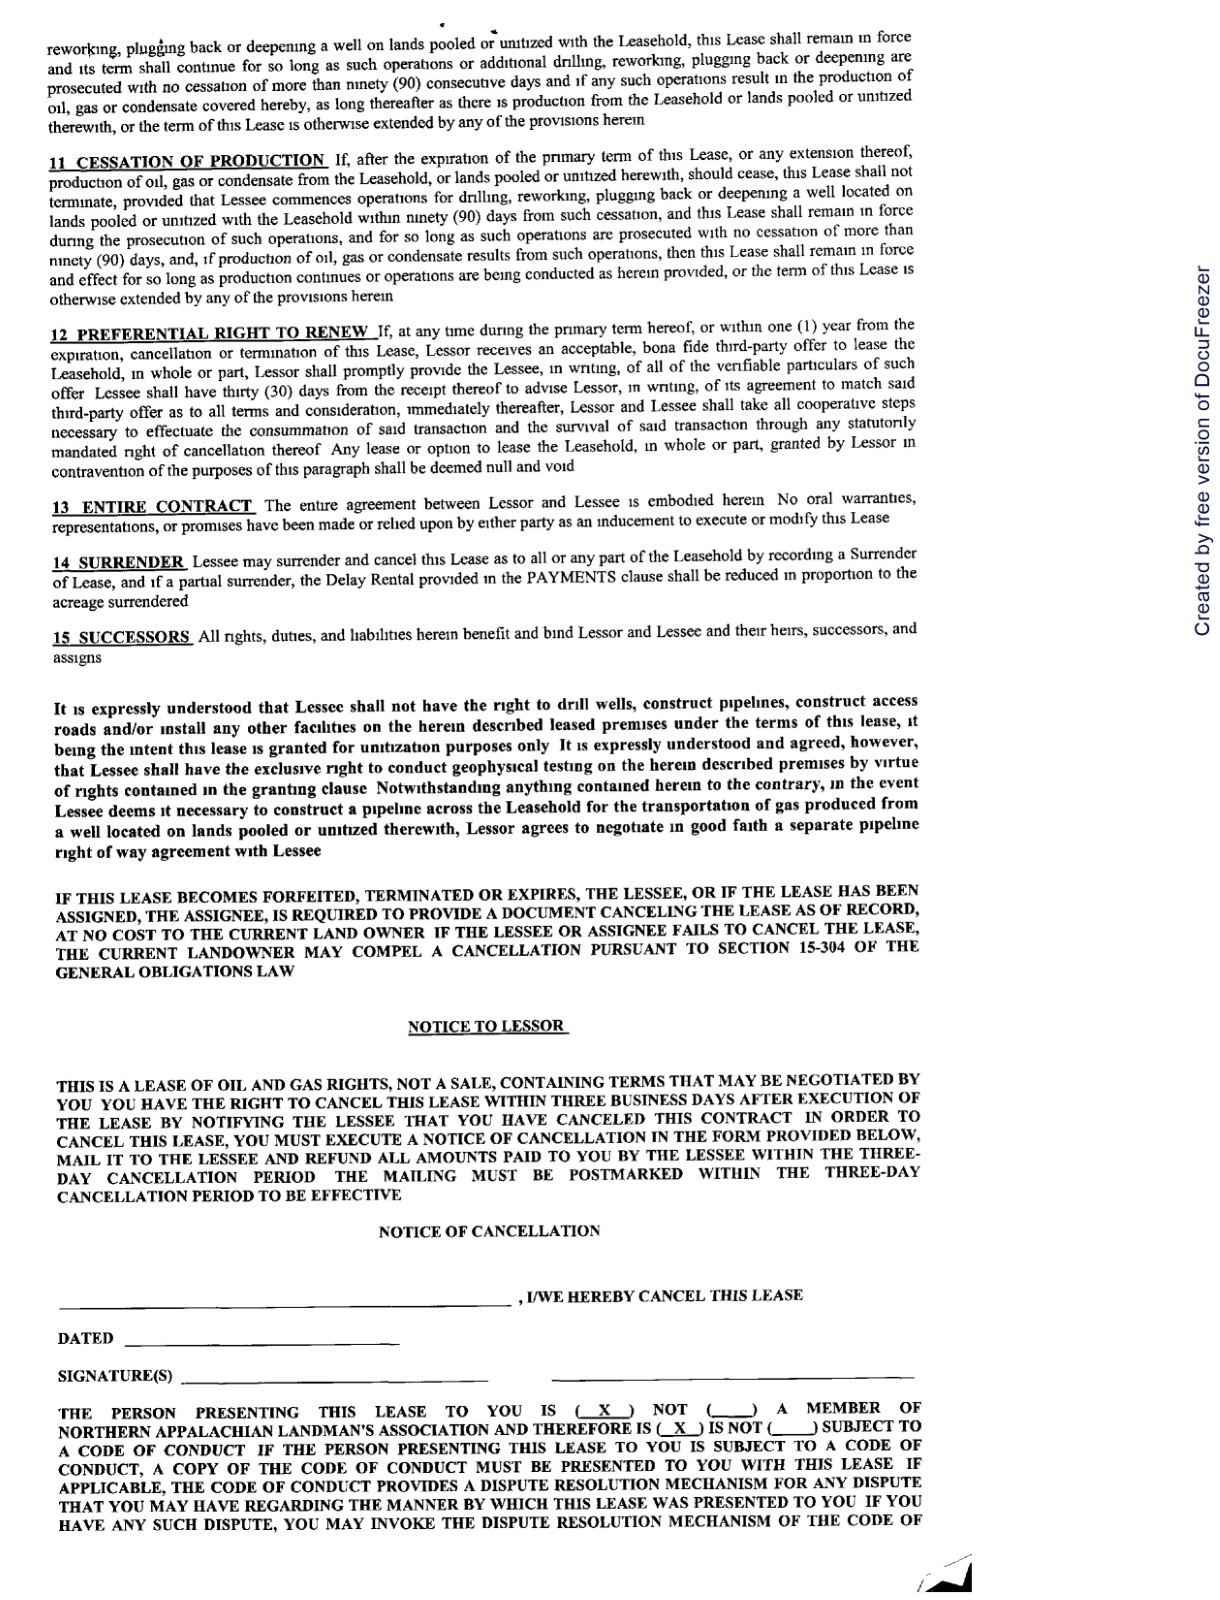 reworking, plugging back or deepening a well on lands pooled or unitized with the Leasehold, this Lease shall remain in force
and its term shall continue for so long as such operations or additional drilling, reworking, plugging back or deepening are
prosecuted with no cessation of more than ninety (90) consecutive days and if any such operations result in the production of
oil, gas or condensate covered hereby, as long thereafter as there is production from the Leasehold or lands pooled or unitized
therewith, or the term of this Lease is otherwise extended by any of the provisions herein
11 CESSATION OF PRODUCTION If, after the expiration of the primary term of this Lease, or any extension thereof,
production of oil, gas or condensate from the Leasehold, or lands pooled or unitized herewith, should cease, this Lease shall not
terminate, provided that Lessee commences operations for drilling, reworking, plugging back or deepening a well located on
lands pooled or unitized with the Leasehold within ninety (90) days from such cessation, and this Lease shall remain in force
during the prosecution of such operations, and for so long as such operations are prosecuted with no cessation of more than
ninety (90) days, and, if production of oil, gas or condensate results from such operations, then this Lease shall remain in force
and effect for so long as production continues or operations are being conducted as herein provided, or the term of this Lease is
otherwise extended by any of the provisions herein
12 PREFERENTIAL RIGHT TO RENEW If, at any time during the primary term hereof, or within one (1) year from the
expiration, cancellation or termination of this Lease, Lessor receives an acceptable, bona fide third-party offer to lease the
Leasehold, in whole or part, Lessor shall promptly provide the Lessee, in writing, of all of the verifiable particulars of such
offer Lessee shall have thirty (30) days from the receipt thereof to advise Lessor, in writing, of its agreement to match said
third-party offer as to all terms and consideration, immediately thereafter, Lessor and Lessee shall take all cooperative steps
necessary to effectuate the consummation of said transaction and the survival of said transaction through any statutorily
mandated right of cancellation thereof Any lease or option to lease the Leasehold, in whole or part, granted by Lessor in
contravention of the purposes of this paragraph shall be deemed null and void
13 ENTIRE CONTRACT The entire agreement between Lessor and Lessee is embodied herein No oral warranties,
representations, or promises have been made or relied upon by either party as an inducement to execute or modify this Lease
14 SURRENDER Lessee may surrender and cancel this Lease as to all or any part of the Leasehold by recording a Surrender
of Lease, and if a partial surrender, the Delay Rental provided in the PAYMENTS clause shall be reduced in proportion to the
acreage surrendered
15 SUCCESSORS All rights, duties, and liabilities herein benefit and bind Lessor and Lessee and their heirs, successors, and
assigns
It is expressly understood that Lessee shall not have the right to drill wells, construct pipelines, construct access
roads and/or install any other facilities on the herein described leased premises under the terms of this lease, it
being the intent this lease is granted for unitization purposes only It is expressly understood and agreed, however,
that Lessee shall have the exclusive right to conduct geophysical testing on the herein described premises by virtue
of rights contained in the granting clause Notwithstanding anything contained herein to the contrary, in the event
Lessee deems it necessary to construct a pipeline across the Leasehold for the transportation of gas produced from
a well located on lands pooled or unitized therewith, Lessor agrees to negotiate in good faith a separate pipeline
right of way agreement with Lessee
IF THIS LEASE BECOMES FORFEITED, TERMINATED OR EXPIRES, THE LESSEE, OR IF THE LEASE HAS BEEN
ASSIGNED, THE ASSIGNEE, IS REQUIRED TO PROVIDE A DOCUMENT CANCELING THE LEASE AS OF RECORD,
AT NO COST TO THE CURRENT LAND OWNER IF THE LESSEE OR ASSIGNEE FAILS TO CANCEL THE LEASE,
THE CURRENT LANDOWNER MAY COMPEL A CANCELLATION PURSUANT TO SECTION 15-304 OF THE
GENERAL OBLIGATIONS LAW
NOTICE TO LESSOR
THIS IS A LEASE OF OIL AND GAS RIGHTS, NOT A SALE, CONTAINING TERMS THAT MAY BE NEGOTIATED BY
YOU YOU HAVE THE RIGHT TO CANCEL THIS LEASE WITHIN THREE BUSINESS DAYS AFTER EXECUTION OF
THE LEASE BY NOTIFYING THE LESSEE THAT YOU HAVE CANCELED THIS CONTRACT IN ORDER TO
CANCEL THIS LEASE, YOU MUST EXECUTE A NOTICE OF CANCELLATION IN THE FORM PROVIDED BELOW,
MAIL IT TO THE LESSEE AND REFUND ALL AMOUNTS PAID TO YOU BY THE LESSEE WITHIN THE THREE-
DAY CANCELLATION PERIOD THE MAILING MUST BE POSTMARKED WITHIN THE THREE-DAY
CANCELLATION PERIOD TO BE EFFECTIVE
NOTICE OF CANCELLATION
____________________ , I/WE HEREBY CANCEL THIS LEASE
DATED ____________________
SIGNATURE(S) ____________________ ____________________
THE PERSON PRESENTING THIS LEASE TO YOU IS (_X_) NOT (___) A MEMBER OF
NORTHERN APPALACHIAN LANDMAN'S ASSOCIATION AND THEREFORE IS (_X_) IS NOT (___) SUBJECT TO
A CODE OF CONDUCT IF THE PERSON PRESENTING THIS LEASE TO YOU IS SUBJECT TO A CODE OF
CONDUCT, A COPY OF THE CODE OF CONDUCT MUST BE PRESENTED TO YOU WITH THIS LEASE IF
APPLICABLE, THE CODE OF CONDUCT PROVIDES A DISPUTE RESOLUTION MECHANISM FOR ANY DISPUTE
THAT YOU MAY HAVE REGARDING THE MANNER BY WHICH THIS LEASE WAS PRESENTED TO YOU IF YOU
HAVE ANY SUCH DISPUTE, YOU MAY INVOKE THE DISPUTE RESOLUTION MECHANISM OF THE CODE OF
Created by free version of DocuFreezer